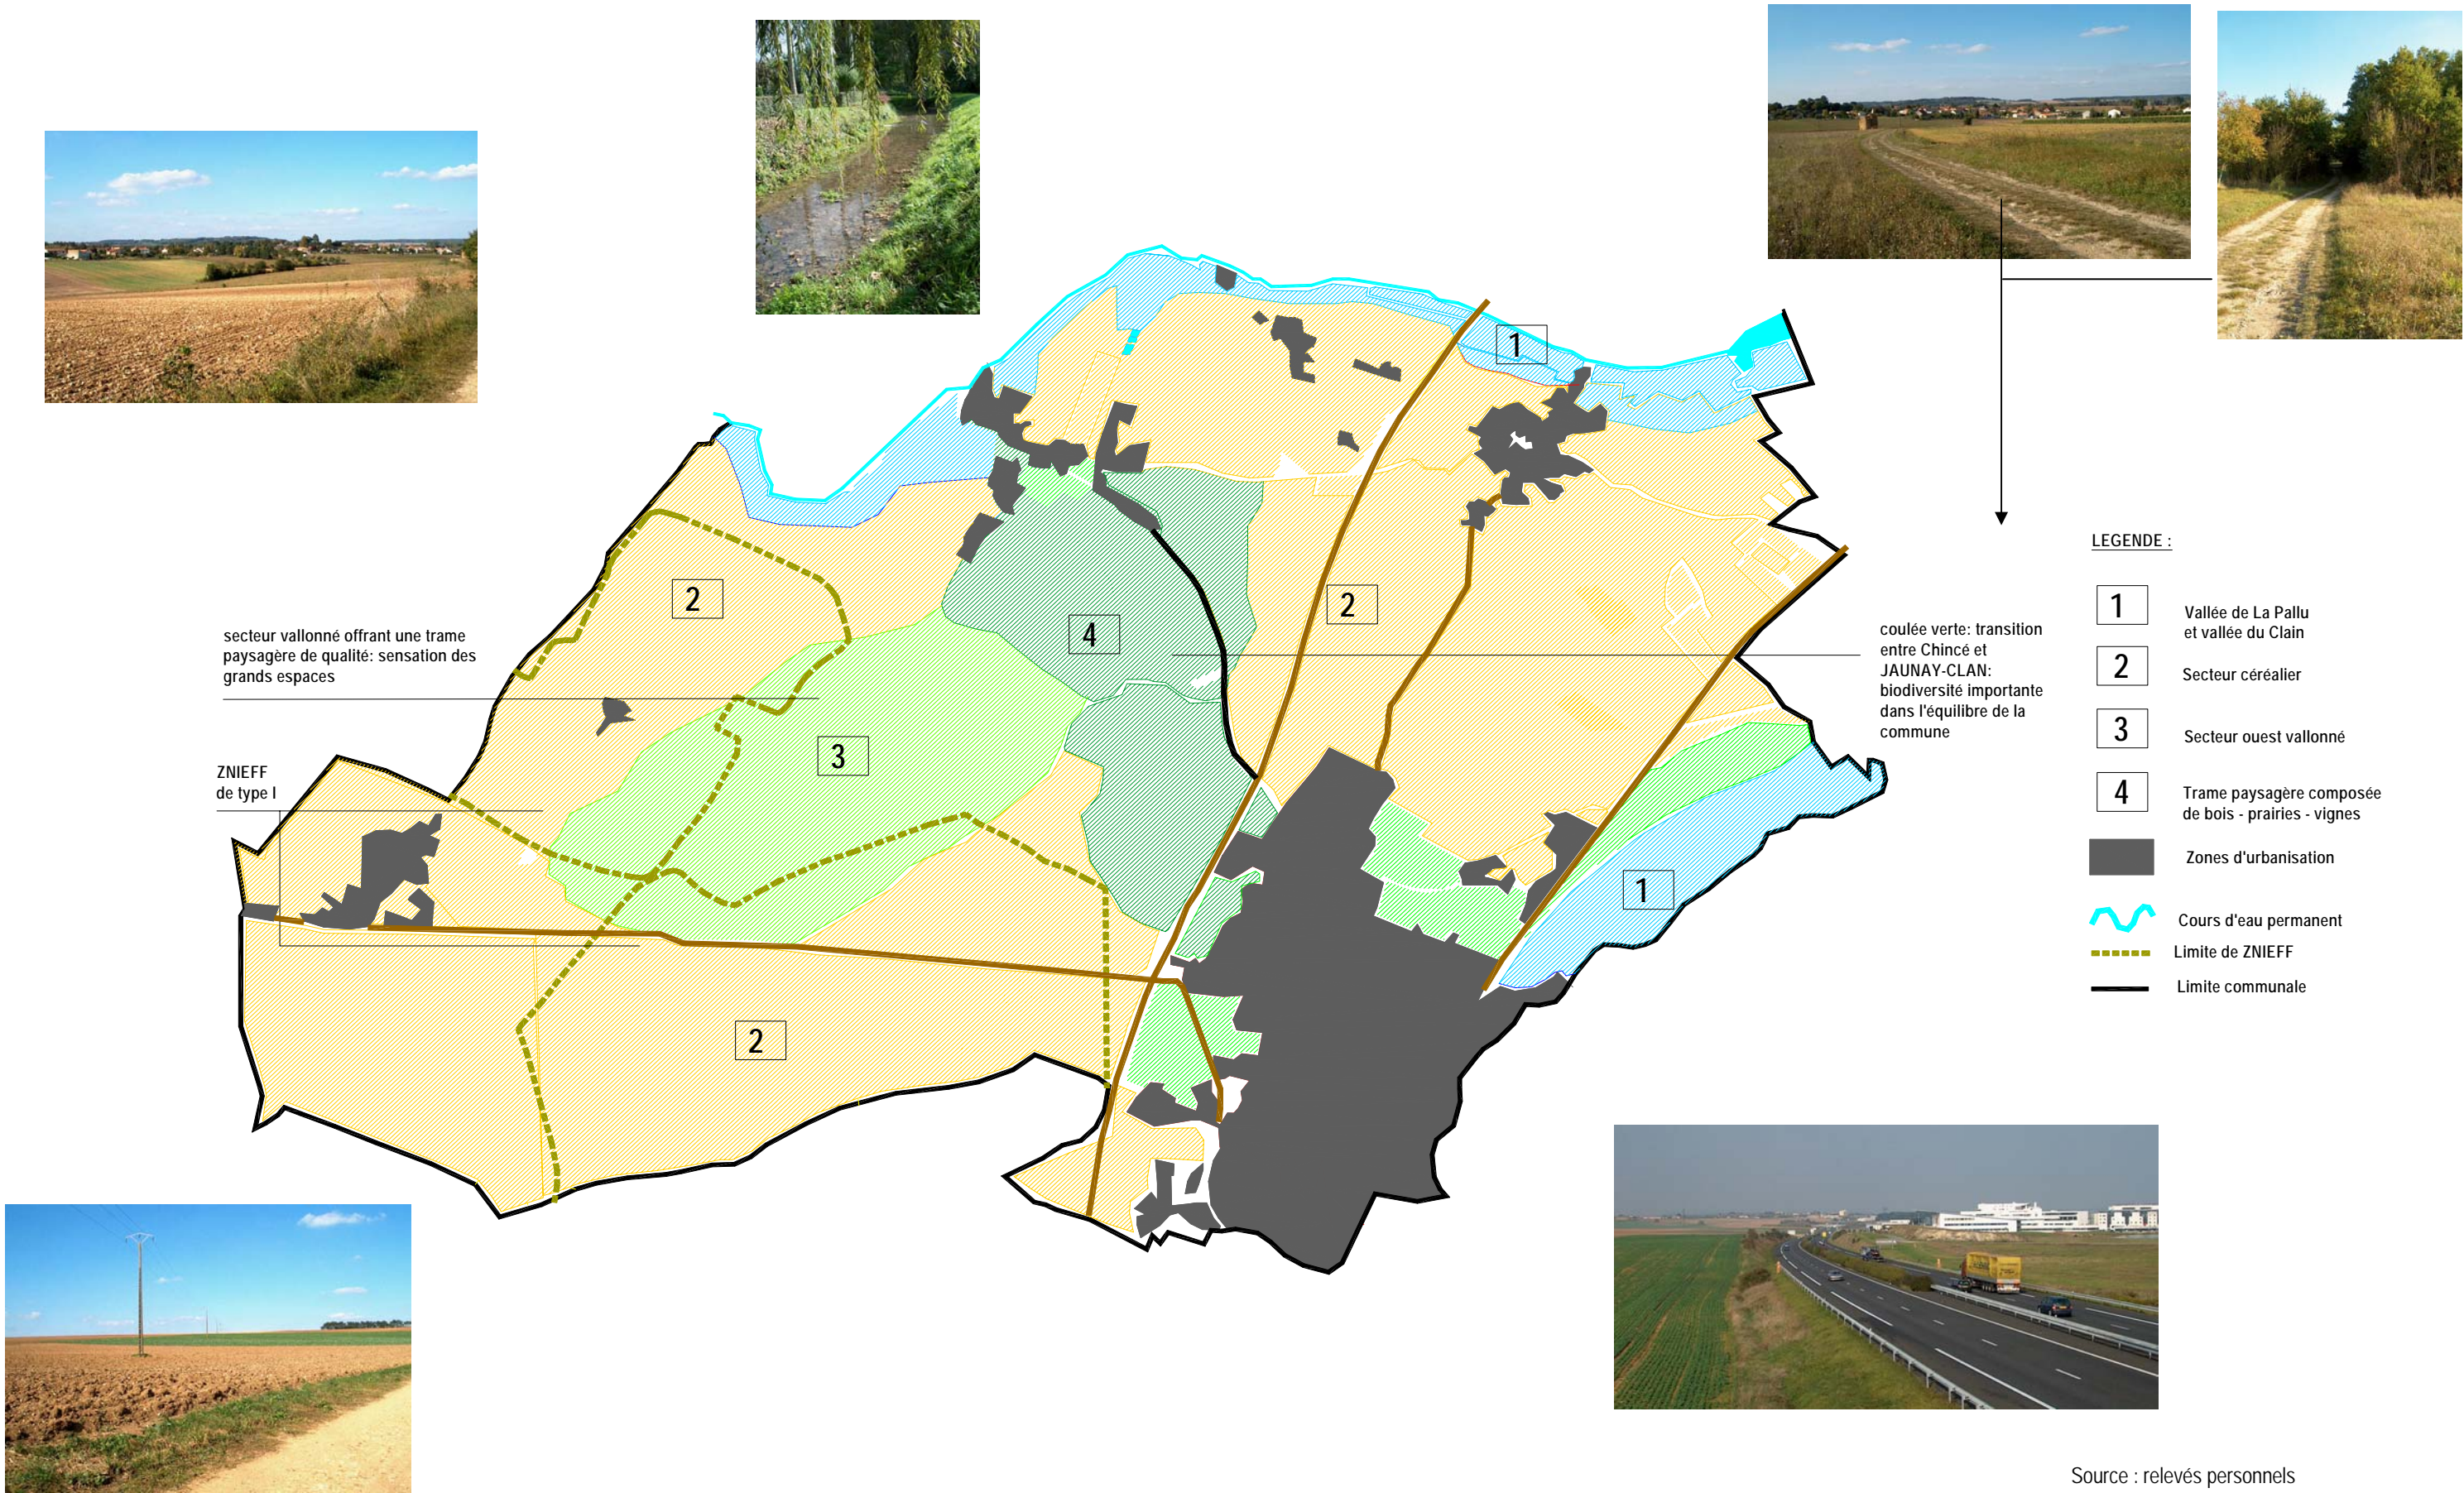 1
2
2
4
secteur vallonné offrant une trame
paysagère de qualité: sensation des
grands espaces
3
ZNIEFF
de type I
1
2
coulée verte: transition
entre Chincé et
JAUNAY-CLAN:
biodiversité importante
dans l'équilibre de la
commune
LEGENDE :
1
Vallée de La Pallu
et vallée du Clain
2
Secteur céréalier
3
Secteur ouest vallonné
4
Trame paysagère composée
de bois - prairies - vignes
Zones d'urbanisation
Cours d'eau permanent
Limite de ZNIEFF
Limite communale
Source : relevés personnels